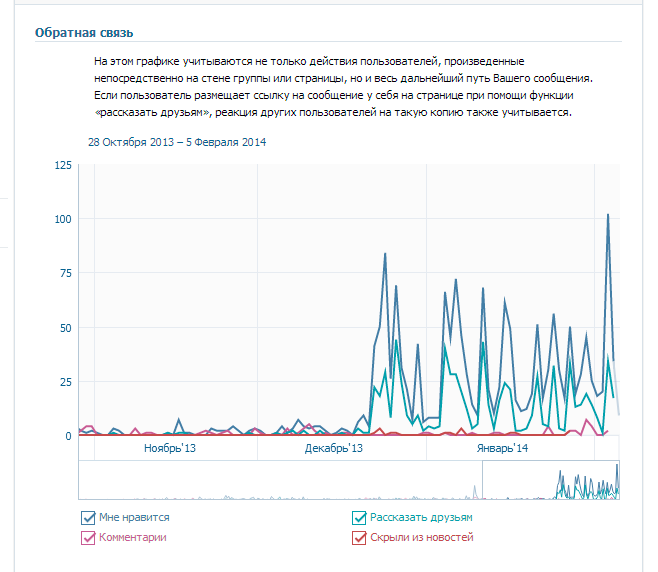 Обратная связь
На этом графике учитываются не только действия пользователей, произведенные
непосредственно на стене группы или страницы, но и весь дальнейший путь Вашего сообщения.
Если пользователь размещает ссылку на сообщение у себя на странице при помощи функции
«рассказать друзьям», реакция других пользователей на такую копию также учитывается.
28 Октября 2013 – 5 Февраля 2014
125
100
75
50
25
0
Ноябрь'13 Декабрь'13 Январь'14
Мне нравится Рассказать друзьям
Комментарии Скрыли из новостей